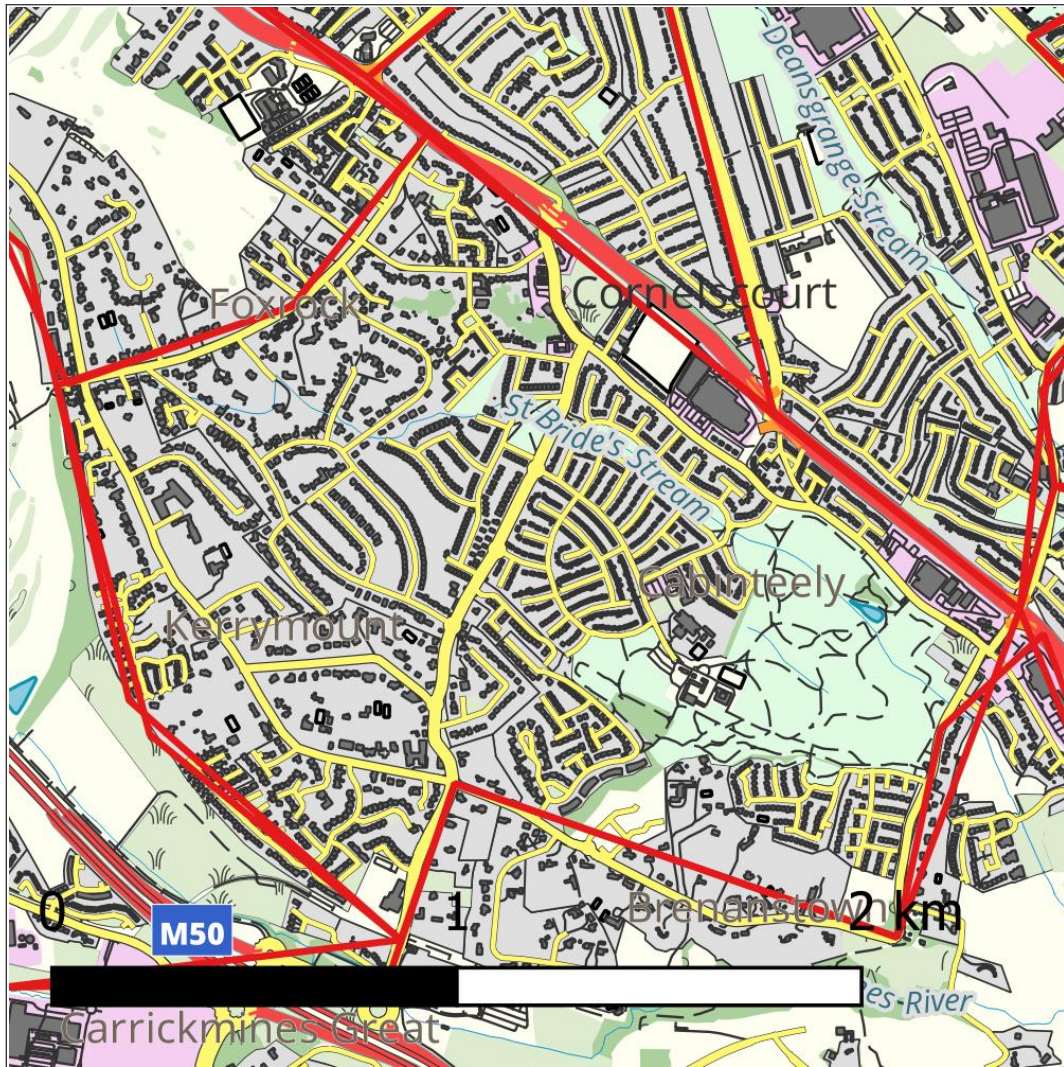 Deansgrange-Stream
Foxrock
Cornelscourt
St-Bride's-Stream
Cabinteely
Kerrymount
0
1
2 km
Brenanstown
M50
es-River
Carrickmines Great